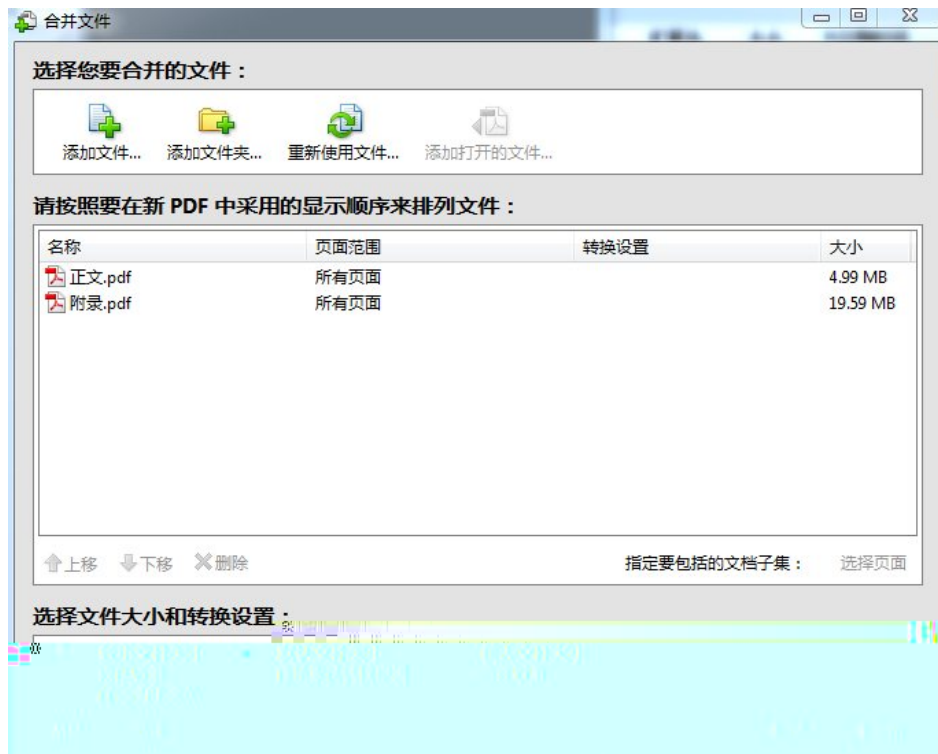 合并文件
选择您要合并的文件：
添加文件... 添加文件夹... 重新使用文件... 添加打开的文件...
请按照要在新 PDF 中采用的显示顺序来排列文件：
名称 页面范围 转换设置 大小
正文.pdf 所有页面 4.99 MB
附录.pdf 所有页面 19.59 MB
上移 下移 删除 指定要包括的文档子集： 选择页面
选择文件大小和转换设置：